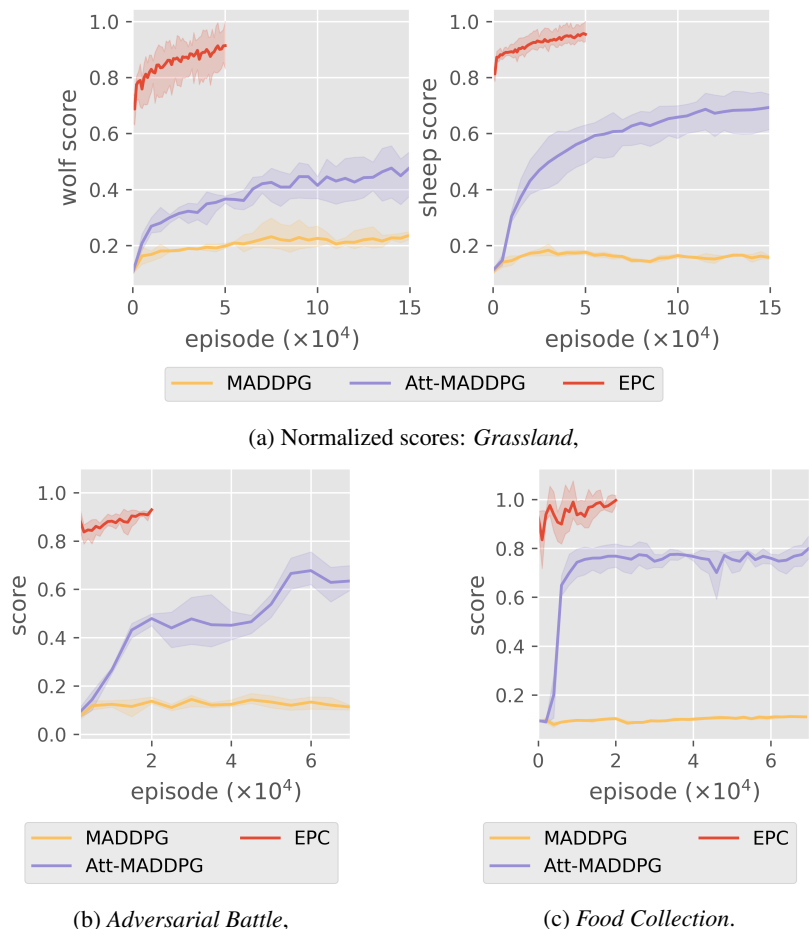 1.0
0.8
0.6
0.4
0.2
wolf score
0 5 10 15
episode (×10⁴)
1.0
0.8
0.6
0.4
0.2
sheep score
0 5 10 15
episode (×10⁴)
MADDPG Att-MADDPG EPC
(a) Normalized scores: Grassland,
1.0
0.8
0.6
0.4
0.2
0.0
score
2 4 6
episode (×10⁴)
MADDPG EPC
Att-MADDPG
(b) Adversarial Battle,
1.0
0.8
0.6
0.4
0.2
score
0 2 4 6
episode (×10⁴)
MADDPG EPC
Att-MADDPG
(c) Food Collection.